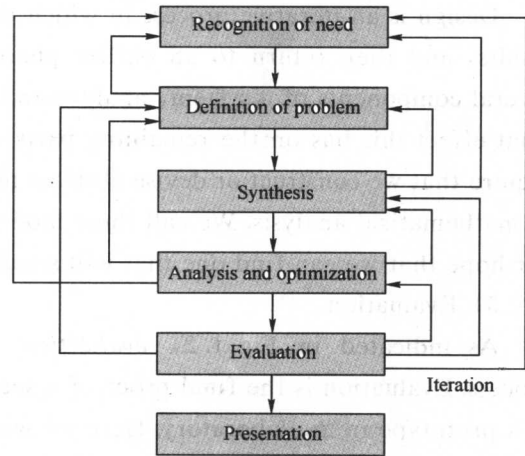 Recognition of need
Definition of problem
Synthesis
Analysis and optimization
Evaluation
Iteration
Presentation